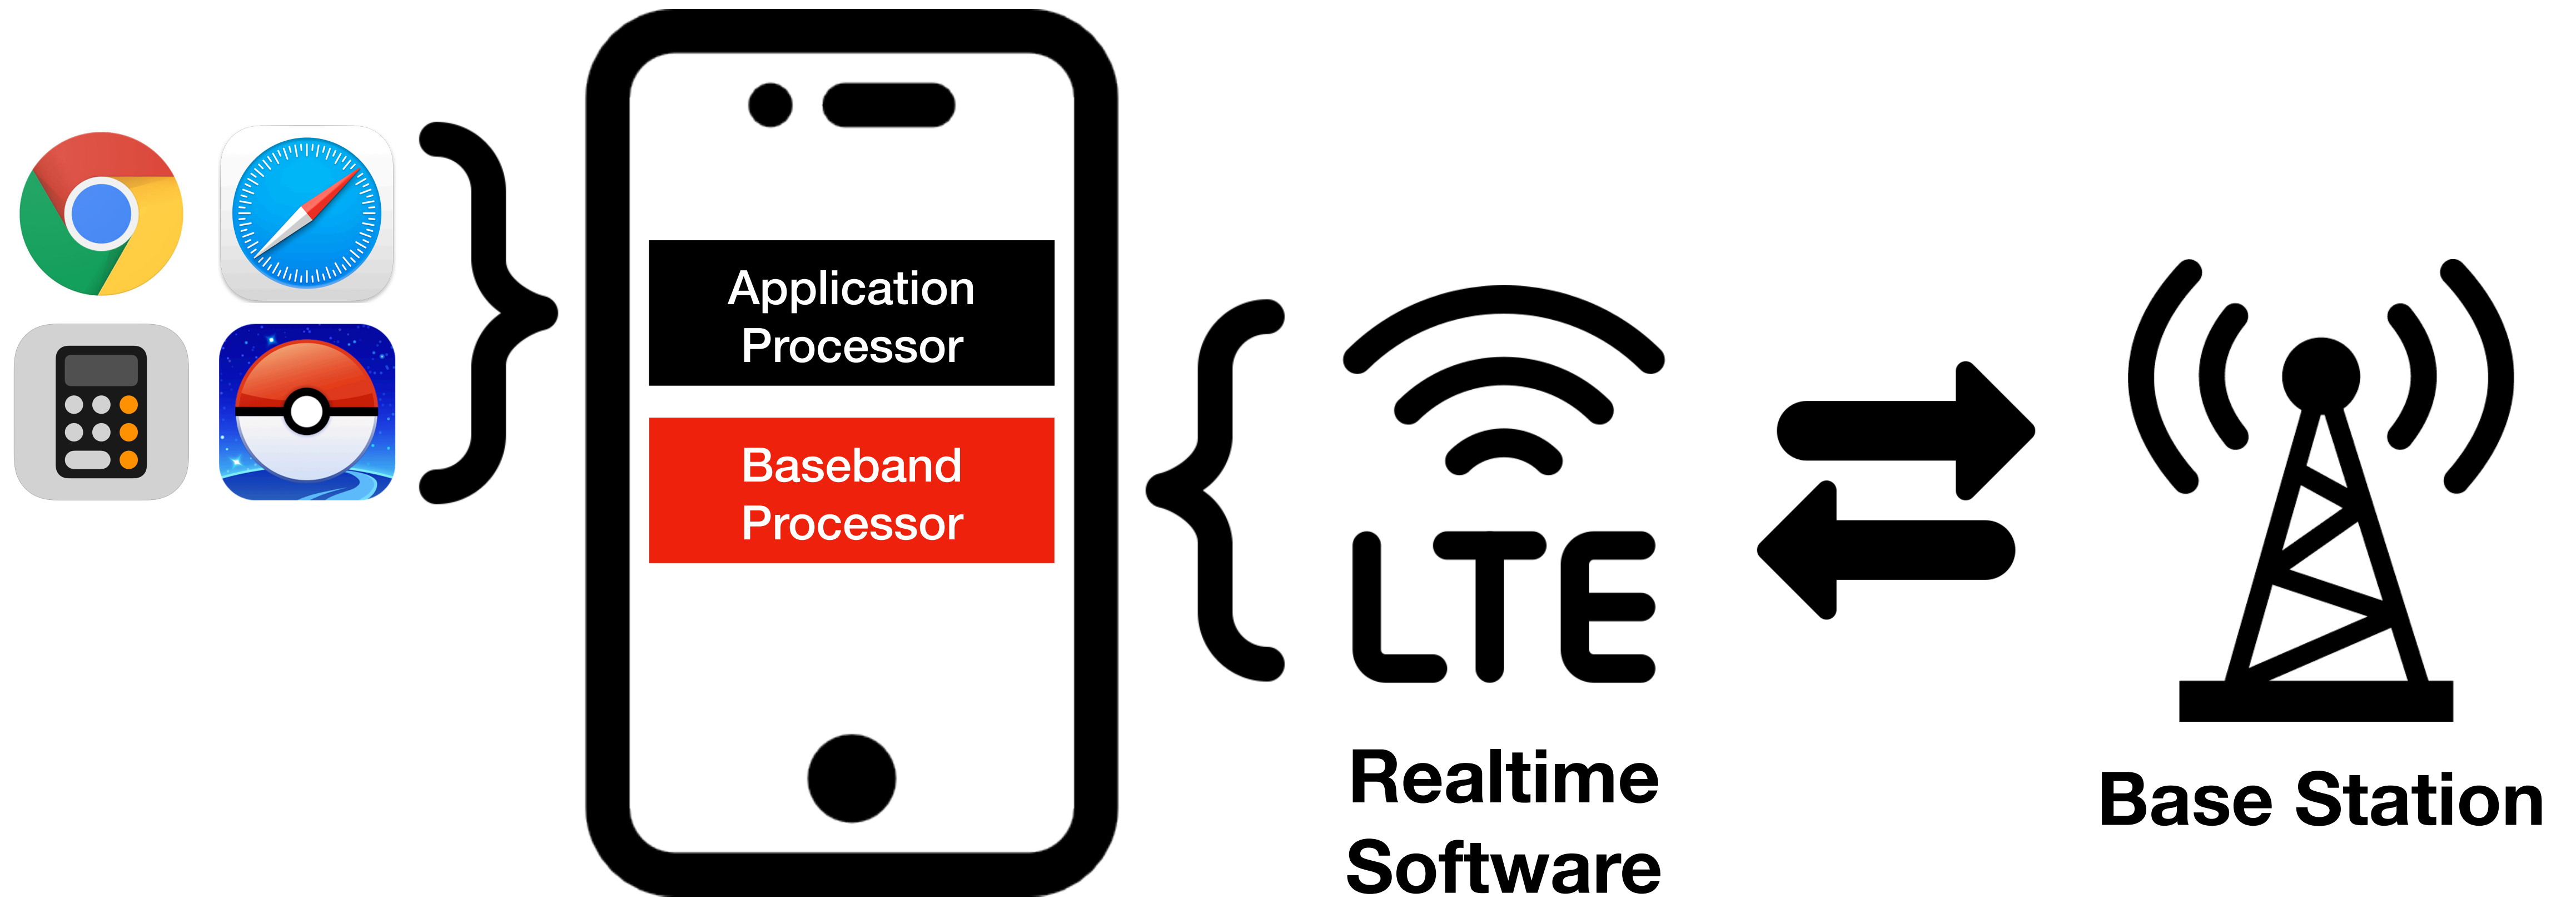 Application
Processor
Baseband
Processor
LTE
Realtime
Software
Base Station